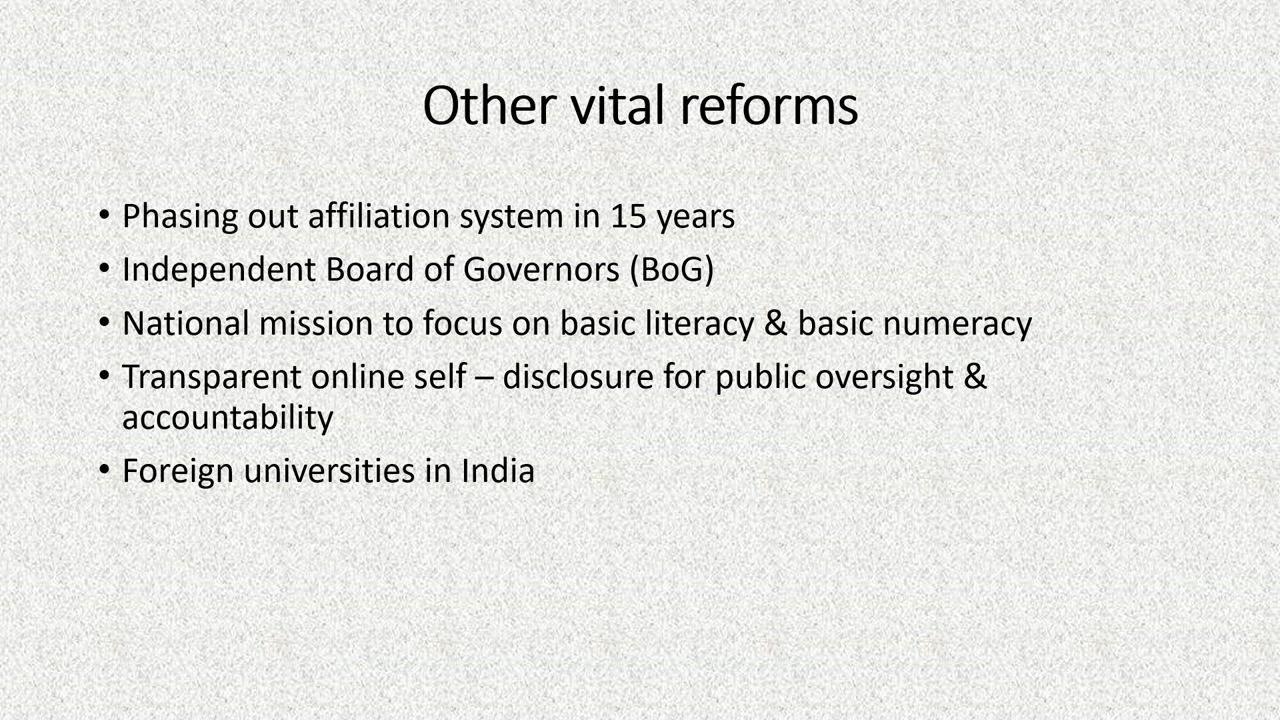 Other vital reforms
• Phasing out affiliation system in 15 years
• Independent Board of Governors (BoG)
• National mission to focus on basic literacy & basic numeracy
• Transparent online self – disclosure for public oversight &
accountability
• Foreign universities in India